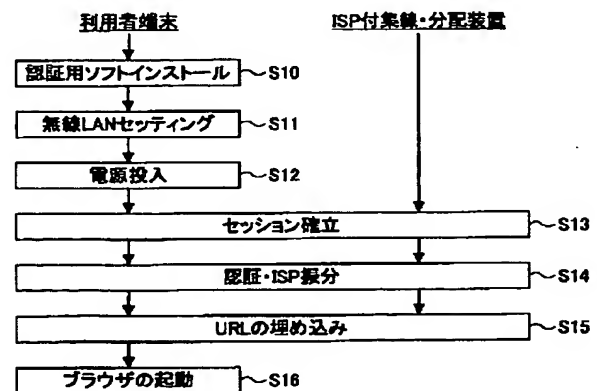 利用者端末
ISP付集線・分配装置
認証用ソフトインストール ～S10
無線LANセッティング ～S11
電源投入 ～S12
セッション確立 ～S13
認証・ISP振分 ～S14
URLの埋め込み ～S15
ブラウザの起動 ～S16